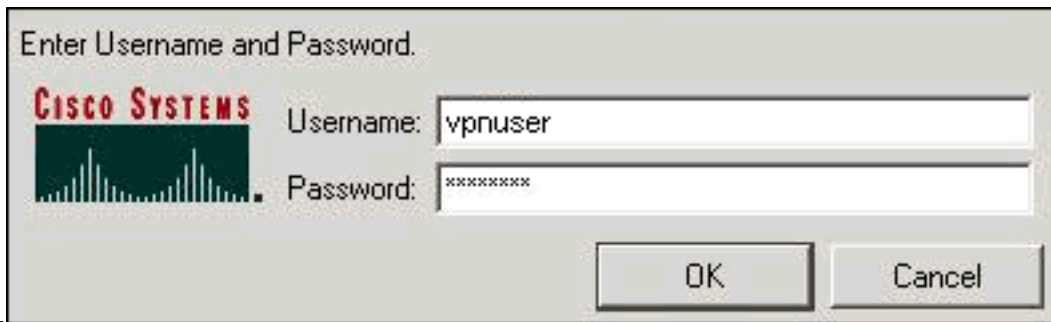 Enter Username and Password.
CISCO SYSTEMS
Username: vpnuser
Password: ********
OK Cancel